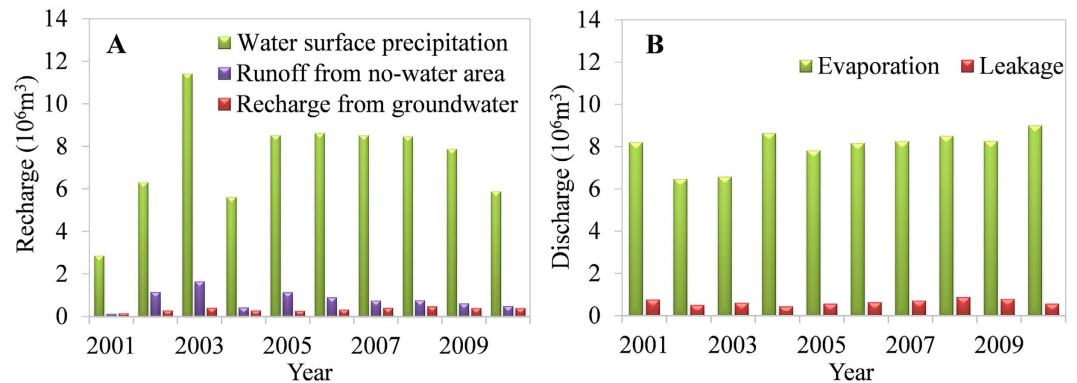 A
Water surface precipitation
Runoff from no-water area
Recharge from groundwater
Recharge (10⁶m³)
14
12
10
8
6
4
2
0
2001 2003 2005 2007 2009
Year
B
Evaporation Leakage
Discharge (10⁶m³)
14
12
10
8
6
4
2
0
2001 2003 2005 2007 2009
Year